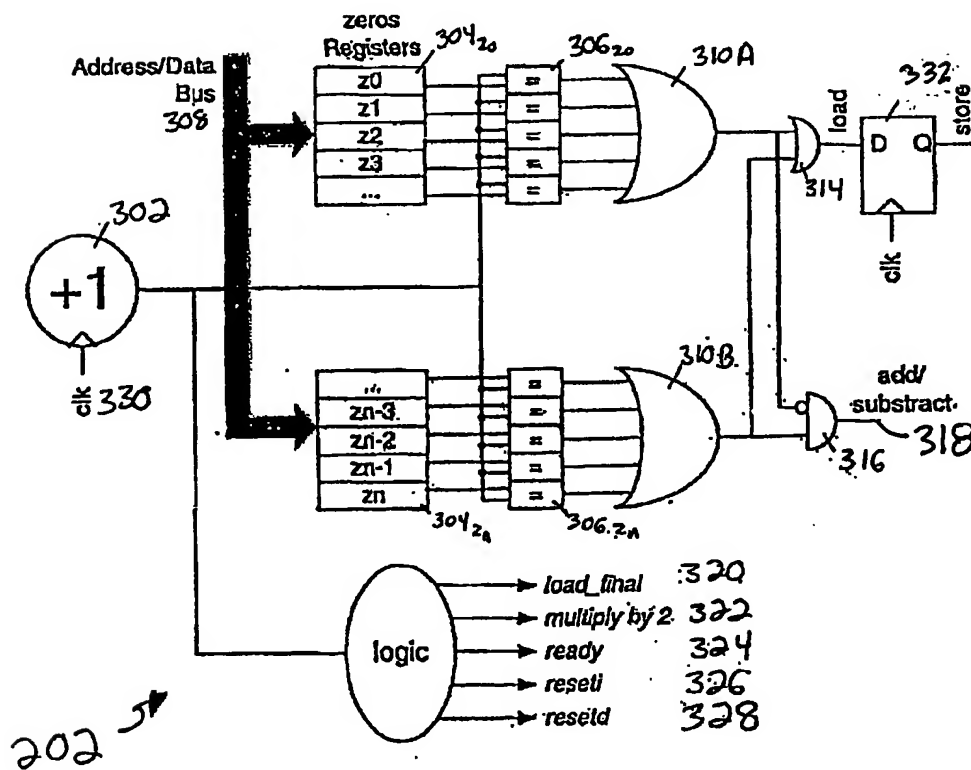 zeros
Registers
304z0
306z0
310A
Address/Data
Bus
308
z0
z1
z2
z3
...
=
=
=
=
=
load
332
store
D Q
314
clk
302
+1
clk 330
310B
...
zn-3
zn-2
zn-1
zn
=
=
=
=
=
add/
substract
318
316
304zn
306zn
logic
load_final 320
multiply by 2 322
ready 324
reseti 326
resetd 328
202